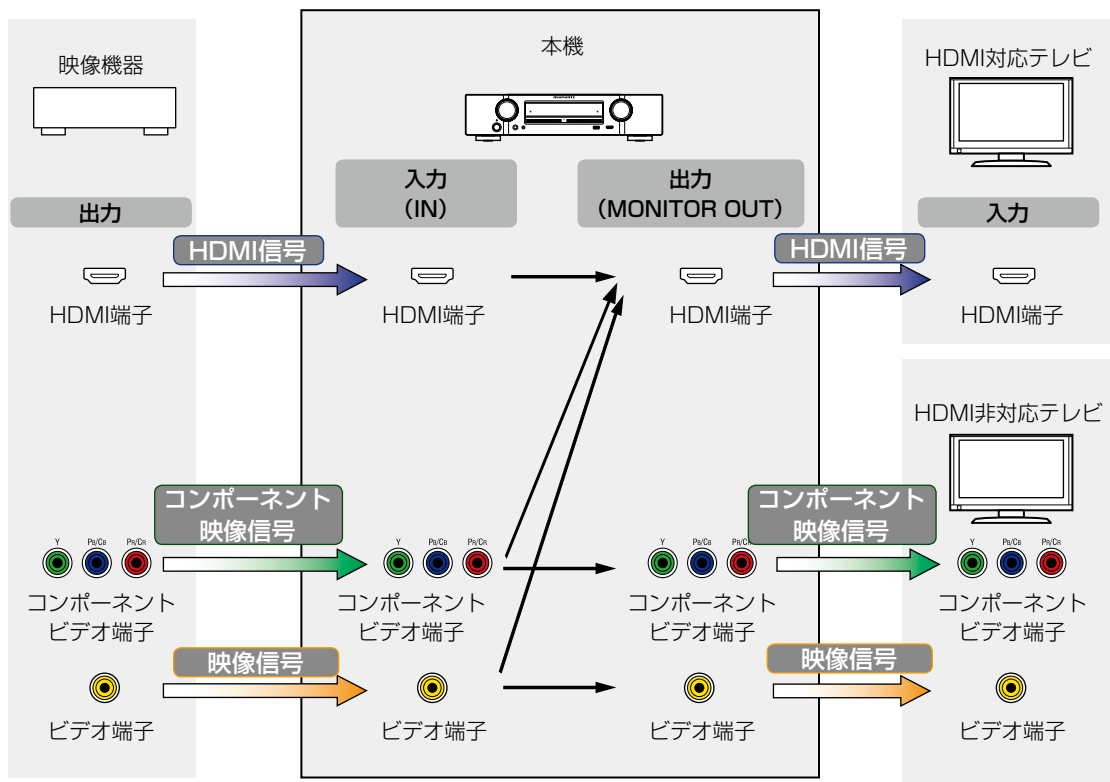 映像機器
本機
HDMI対応テレビ
marantz
出力
入力
(IN)
出力
(MONITOR OUT)
入力
HDMI信号
HDMI信号
HDMI端子
HDMI端子
HDMI端子
HDMI端子
HDMI非対応テレビ
コンポーネント
映像信号
コンポーネント
映像信号
Y PB/CB PR/CR
Y PB/CB PR/CR
Y PB/CB PR/CR
Y PB/CB PR/CR
コンポーネント
ビデオ端子
コンポーネント
ビデオ端子
コンポーネント
ビデオ端子
コンポーネント
ビデオ端子
映像信号
映像信号
ビデオ端子
ビデオ端子
ビデオ端子
ビデオ端子